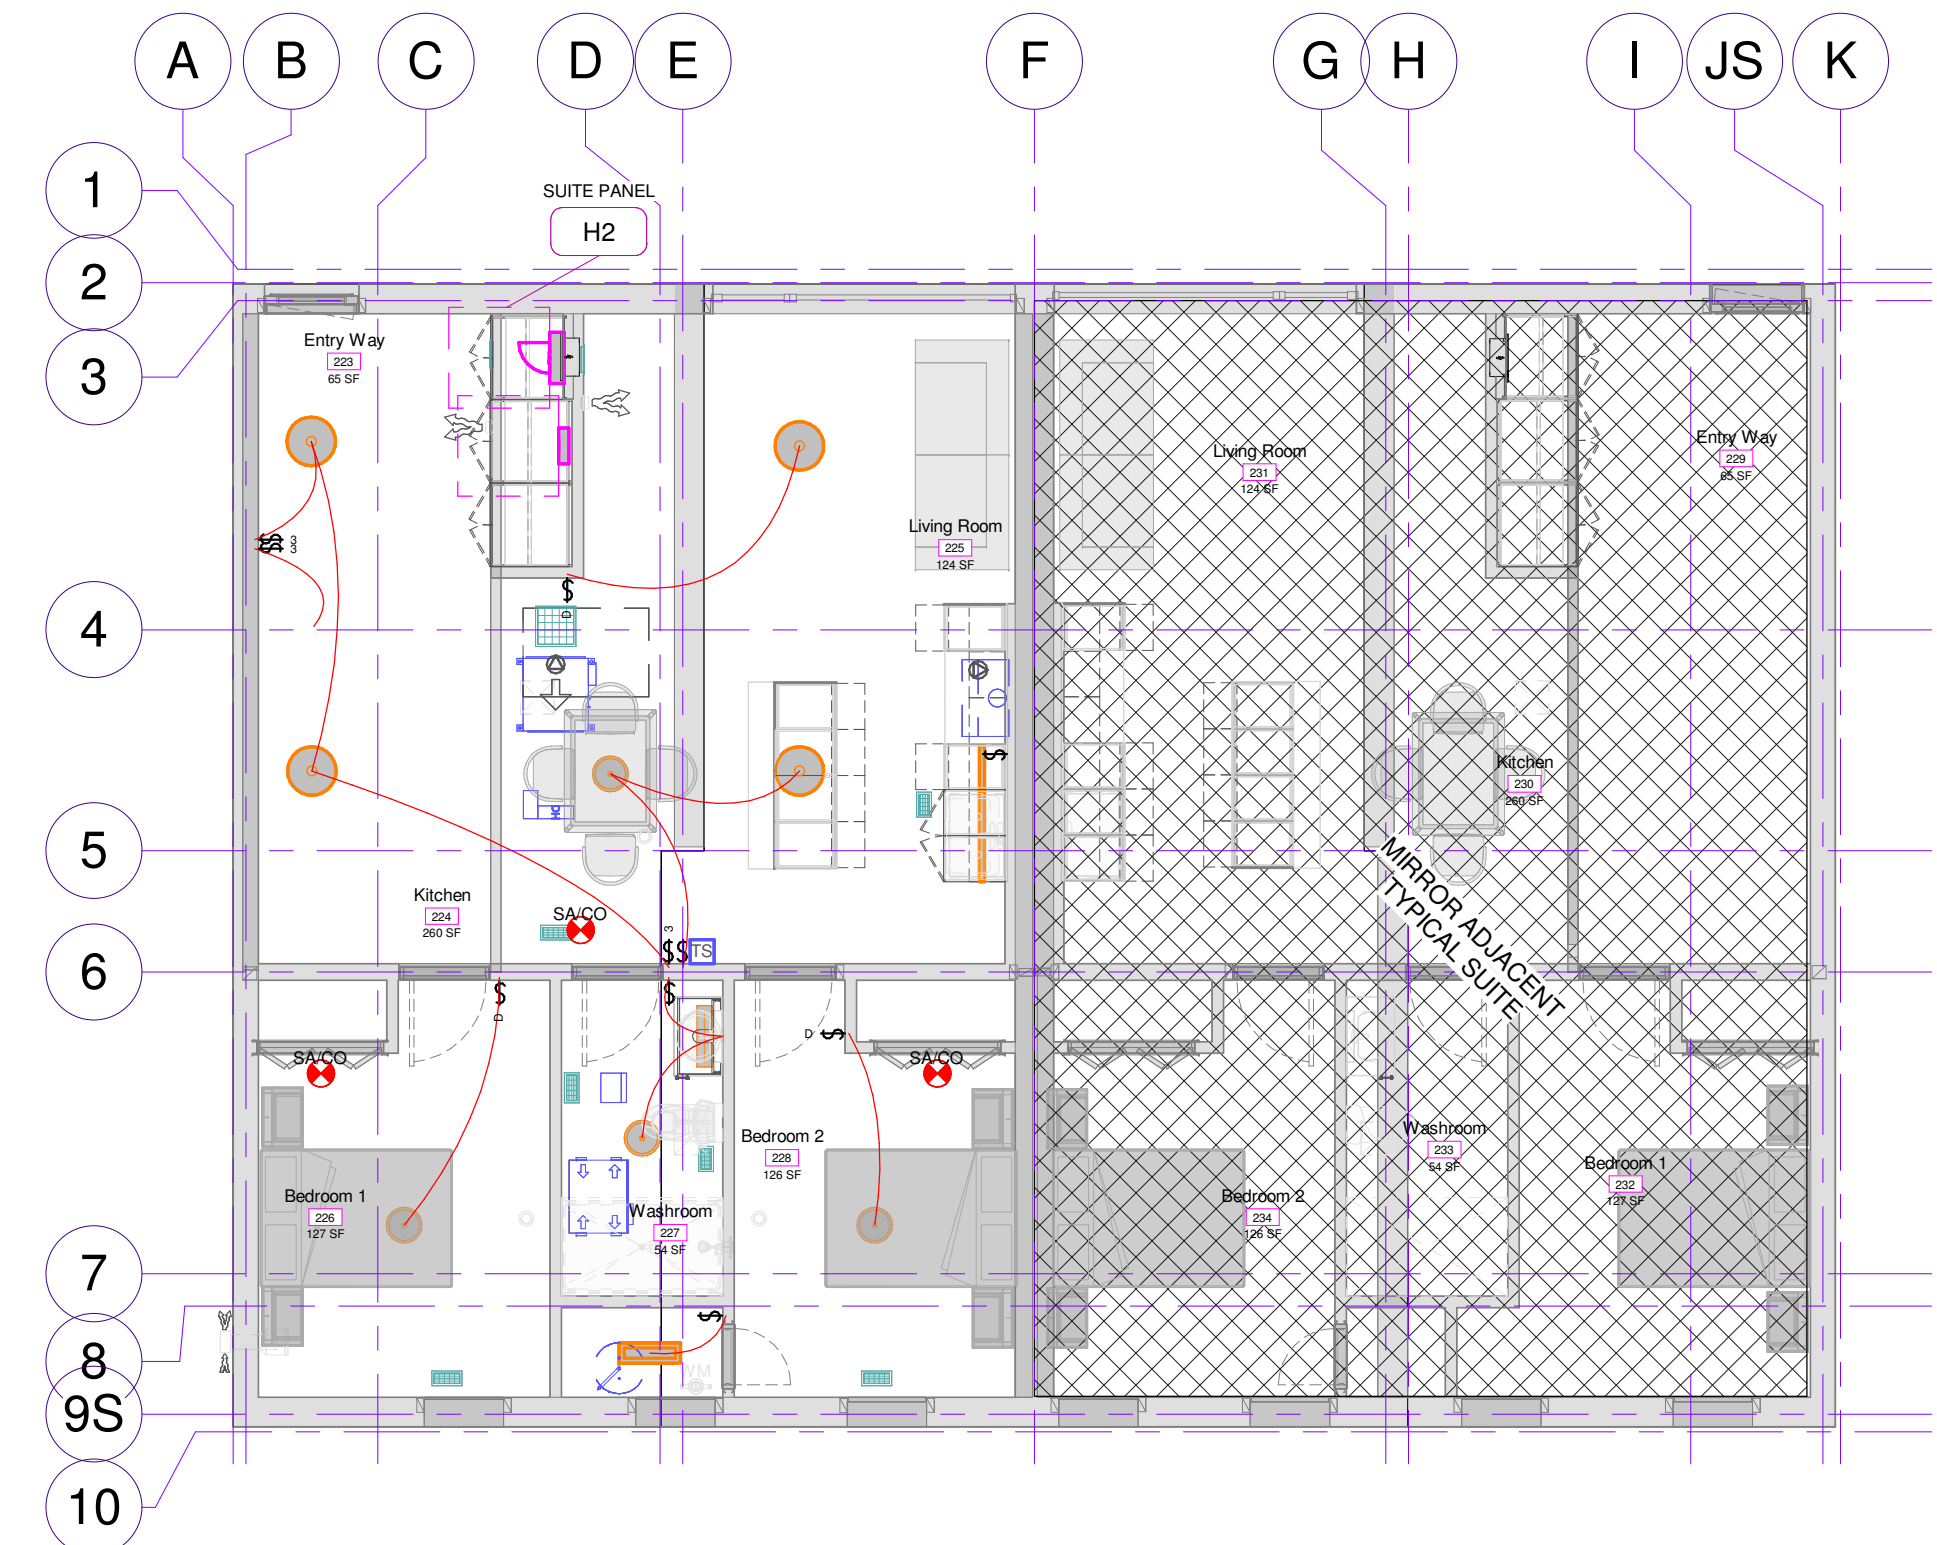 A B C D E F G H I JS K
1
SUITE PANEL
H2
2
3
Entry Way
223
65 SF
Living Room
231
124 SF
Entry Way
229
65 SF
Living Room
225
124 SF
$ 3
$ 3
$
D
4
$
Kitchen
230
260 SF
5
MIRROR ADJACENT
TYPICAL SUITE
Kitchen
224
260 SF
SA/CO
3
$$ TS
6
$
D
$
D $
SA/CO
SA/CO
Bedroom 2
228
126 SF
Washroom
233
54 SF
Bedroom 1
232
127 SF
Bedroom 1
226
127 SF
Washroom
227
54 SF
Bedroom 2
234
126 SF
7
$
8
WM
9S
10